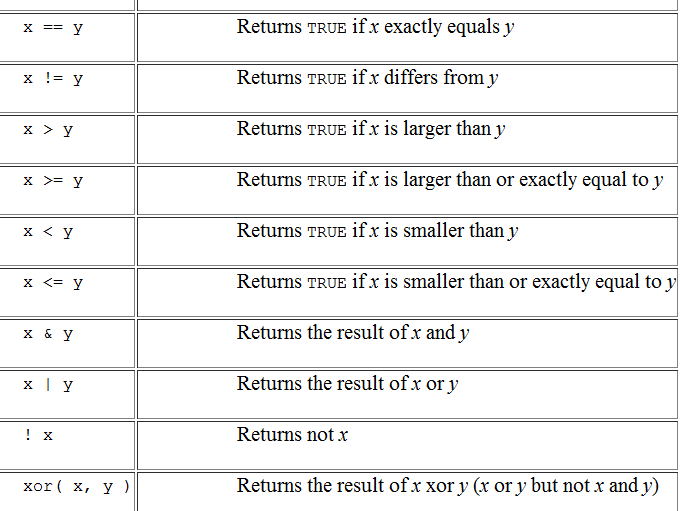 x == y Returns TRUE if x exactly equals y
x != y Returns TRUE if x differs from y
x > y Returns TRUE if x is larger than y
x >= y Returns TRUE if x is larger than or exactly equal to y
x < y Returns TRUE if x is smaller than y
x <= y Returns TRUE if x is smaller than or exactly equal to y
x & y Returns the result of x and y
x | y Returns the result of x or y
! x Returns not x
xor( x, y ) Returns the result of x xor y (x or y but not x and y)